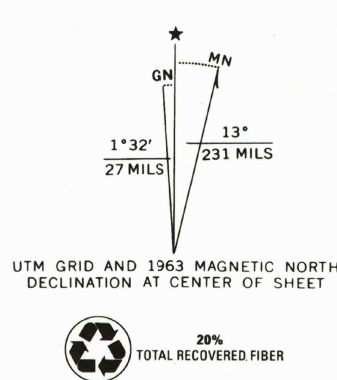 ★
MN
GN
1°32'
27 MILS
13°
231 MILS
UTM GRID AND 1963 MAGNETIC NORTH
DECLINATION AT CENTER OF SHEET
20%
TOTAL RECOVERED FIBER